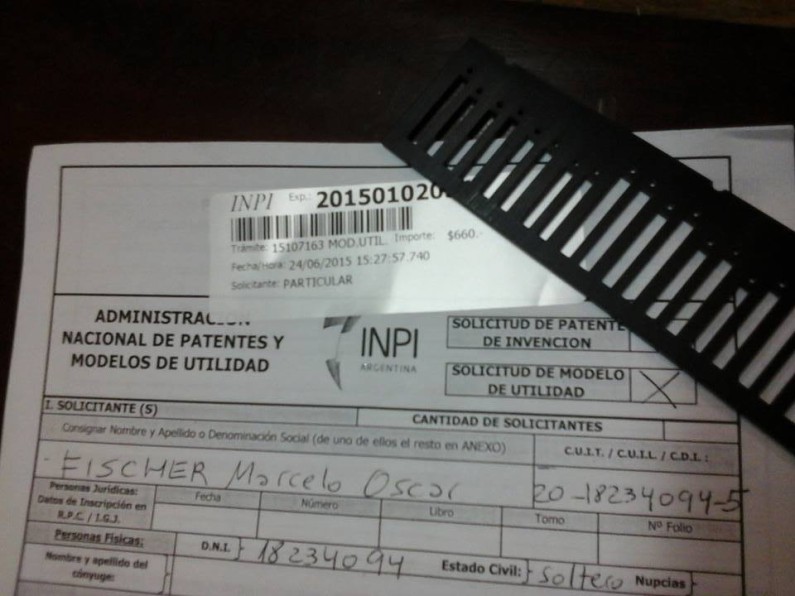 INPI Exp.: 201501020
Trámite: 15107163 MOD.UTIL. Importe: $660.-
Fecha/Hora: 24/06/2015 15:27:57.740
Solicitante: PARTICULAR
ADMINISTRACION
NACIONAL DE PATENTES Y
MODELOS DE UTILIDAD
INPI
ARGENTINA
SOLICITUD DE PATENTE
DE INVENCION
SOLICITUD DE MODELO
DE UTILIDAD
X
I. SOLICITANTE (S)
CANTIDAD DE SOLICITANTES
Consignar Nombre y Apellido o Denominación Social (de uno de ellos el resto en ANEXO)
C.U.I.T. / C.U.I.L. / C.D.I. :
FISCHER Marcelo Oscar
20-18234094-5
Personas Jurídicas:
Datos de Inscripción en
R.P.C. / I.G.J.
Fecha
Número
Libro
Tomo
Nº Folio
Personas Físicas:
D.N.I. 18234094
Estado Civil: Soltero
Nupcias
Nombre y apellido del
cónyuge: